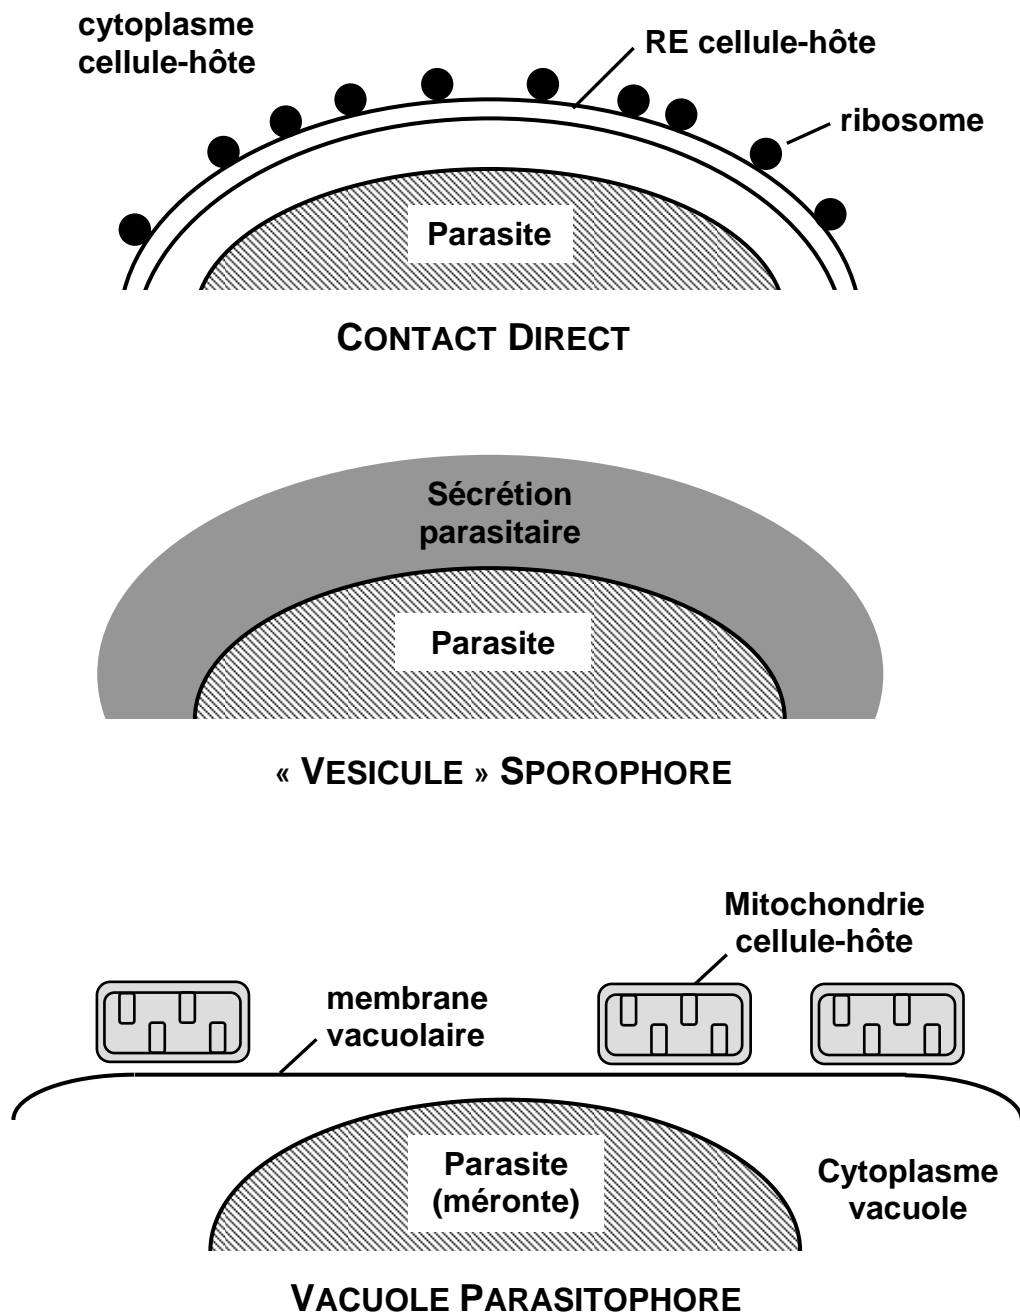 cytoplasme
cellule-hôte
RE cellule-hôte
ribosome
Parasite
CONTACT DIRECT
Sécrétion
parasitaire
Parasite
« VESICULE » SPOROPHORE
Mitochondrie
cellule-hôte
membrane
vacuolaire
Parasite
(méronte)
Cytoplasme
vacuole
VACUOLE PARASITOPHORE